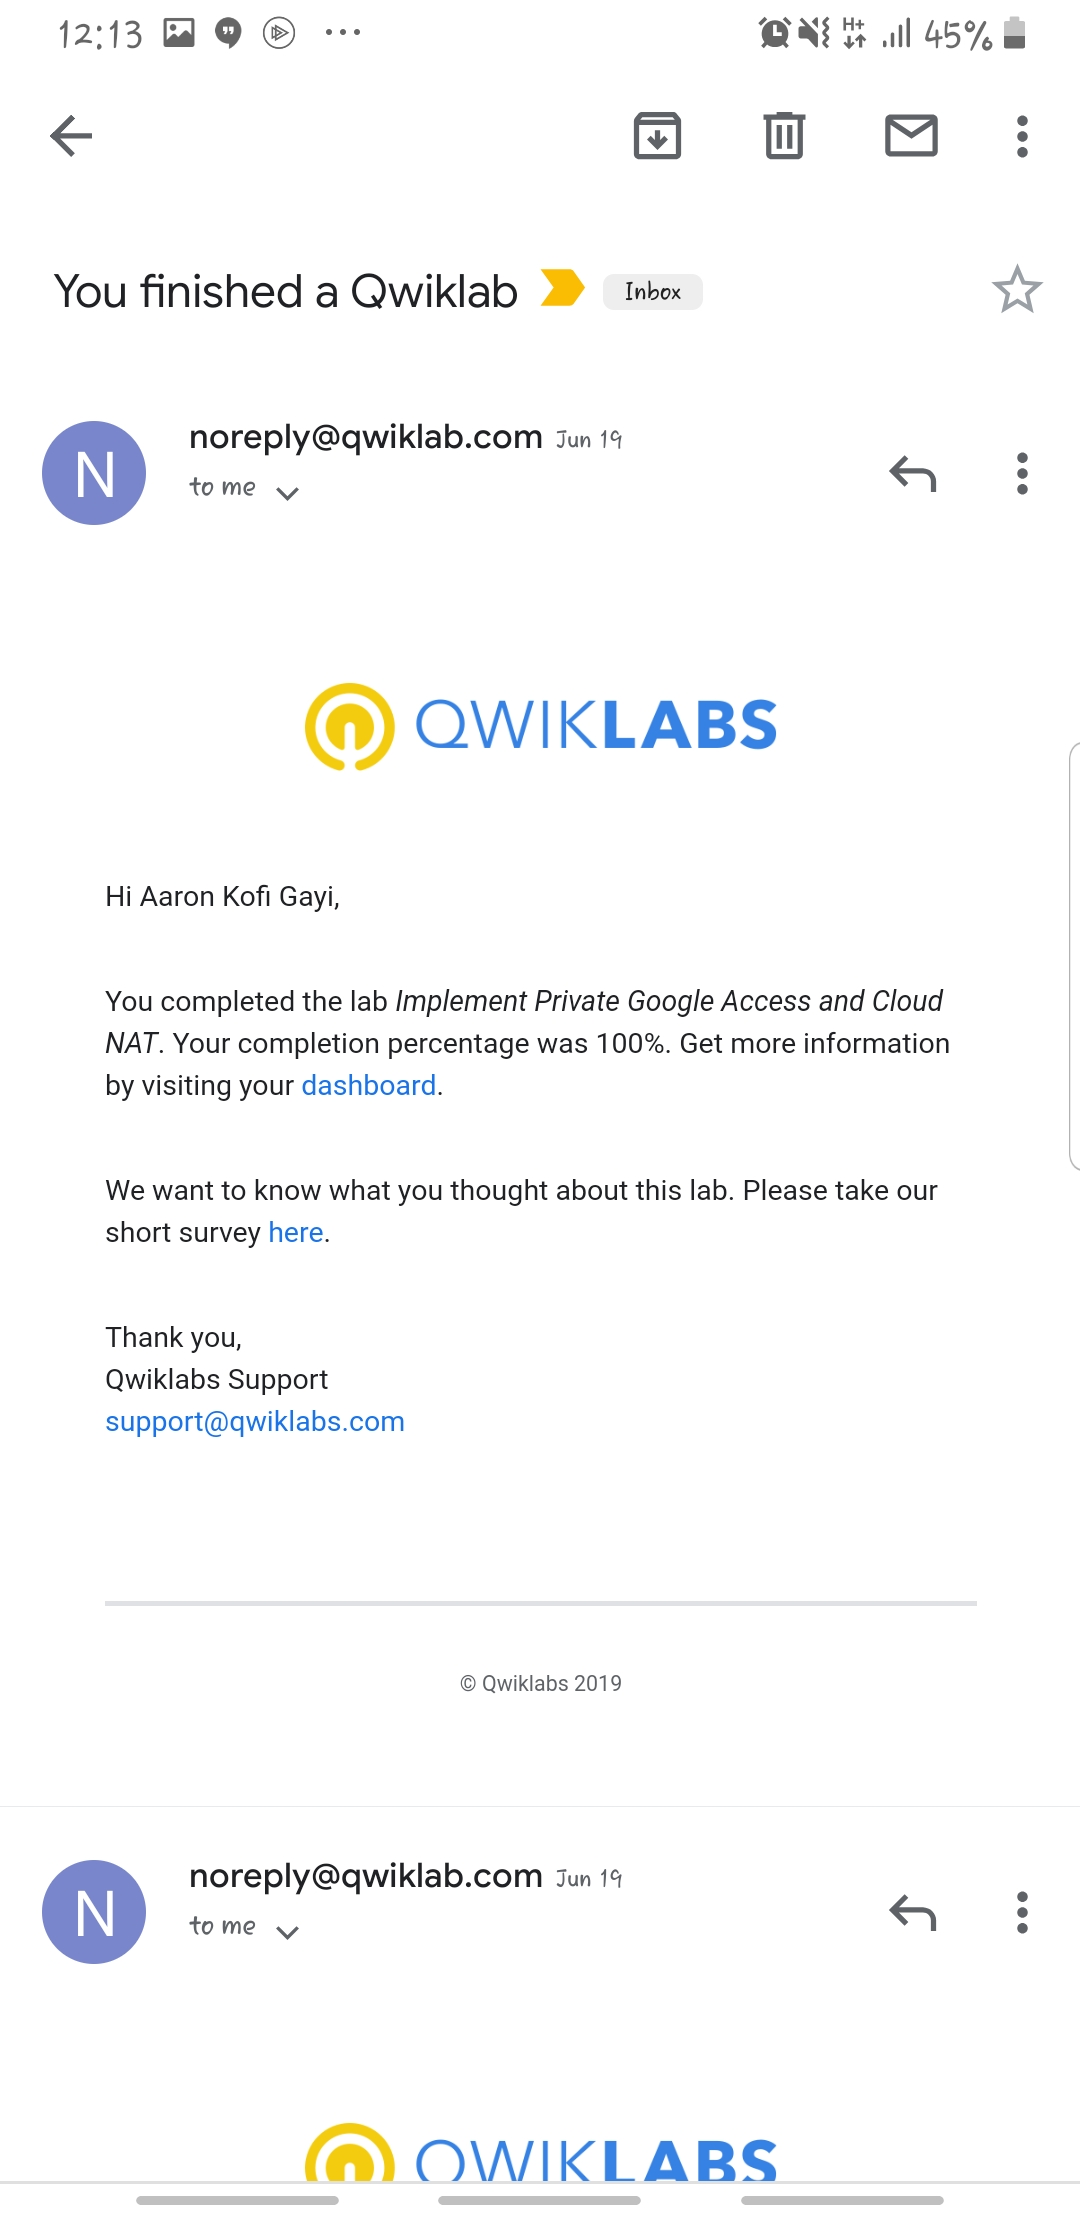 12:13
H+
45%
You finished a Qwiklab
Inbox
N
noreply@qwiklab.com Jun 19
to me
QWIKLABS
Hi Aaron Kofi Gayi,
You completed the lab Implement Private Google Access and Cloud
NAT. Your completion percentage was 100%. Get more information
by visiting your dashboard.
We want to know what you thought about this lab. Please take our
short survey here.
Thank you,
Qwiklabs Support
support@qwiklabs.com
© Qwiklabs 2019
N
noreply@qwiklab.com Jun 19
to me
QWIKLABS